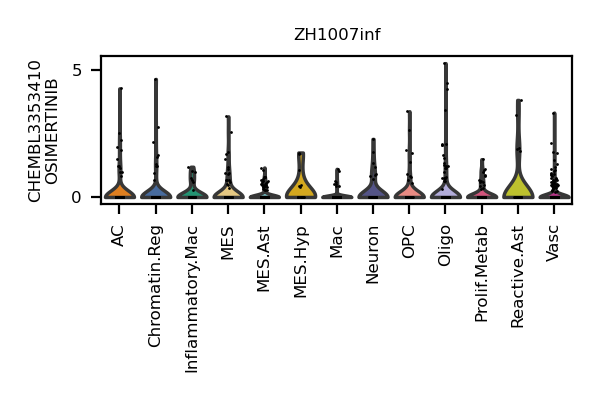 ZH1007inf
CHEMBL3353410
OSIMERTINIB
5
0
AC
Chromatin.Reg
Inflammatory.Mac
MES
MES.Ast
MES.Hyp
Mac
Neuron
OPC
Oligo
Prolif.Metab
Reactive.Ast
Vasc